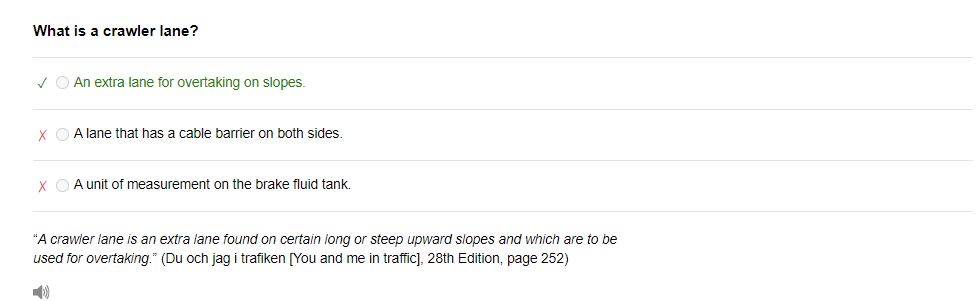 What is a crawler lane?
✓ An extra lane for overtaking on slopes.
X A lane that has a cable barrier on both sides.
X A unit of measurement on the brake fluid tank.
“A crawler lane is an extra lane found on certain long or steep upward slopes and which are to be
used for overtaking.” (Du och jag i trafiken [You and me in traffic], 28th Edition, page 252)